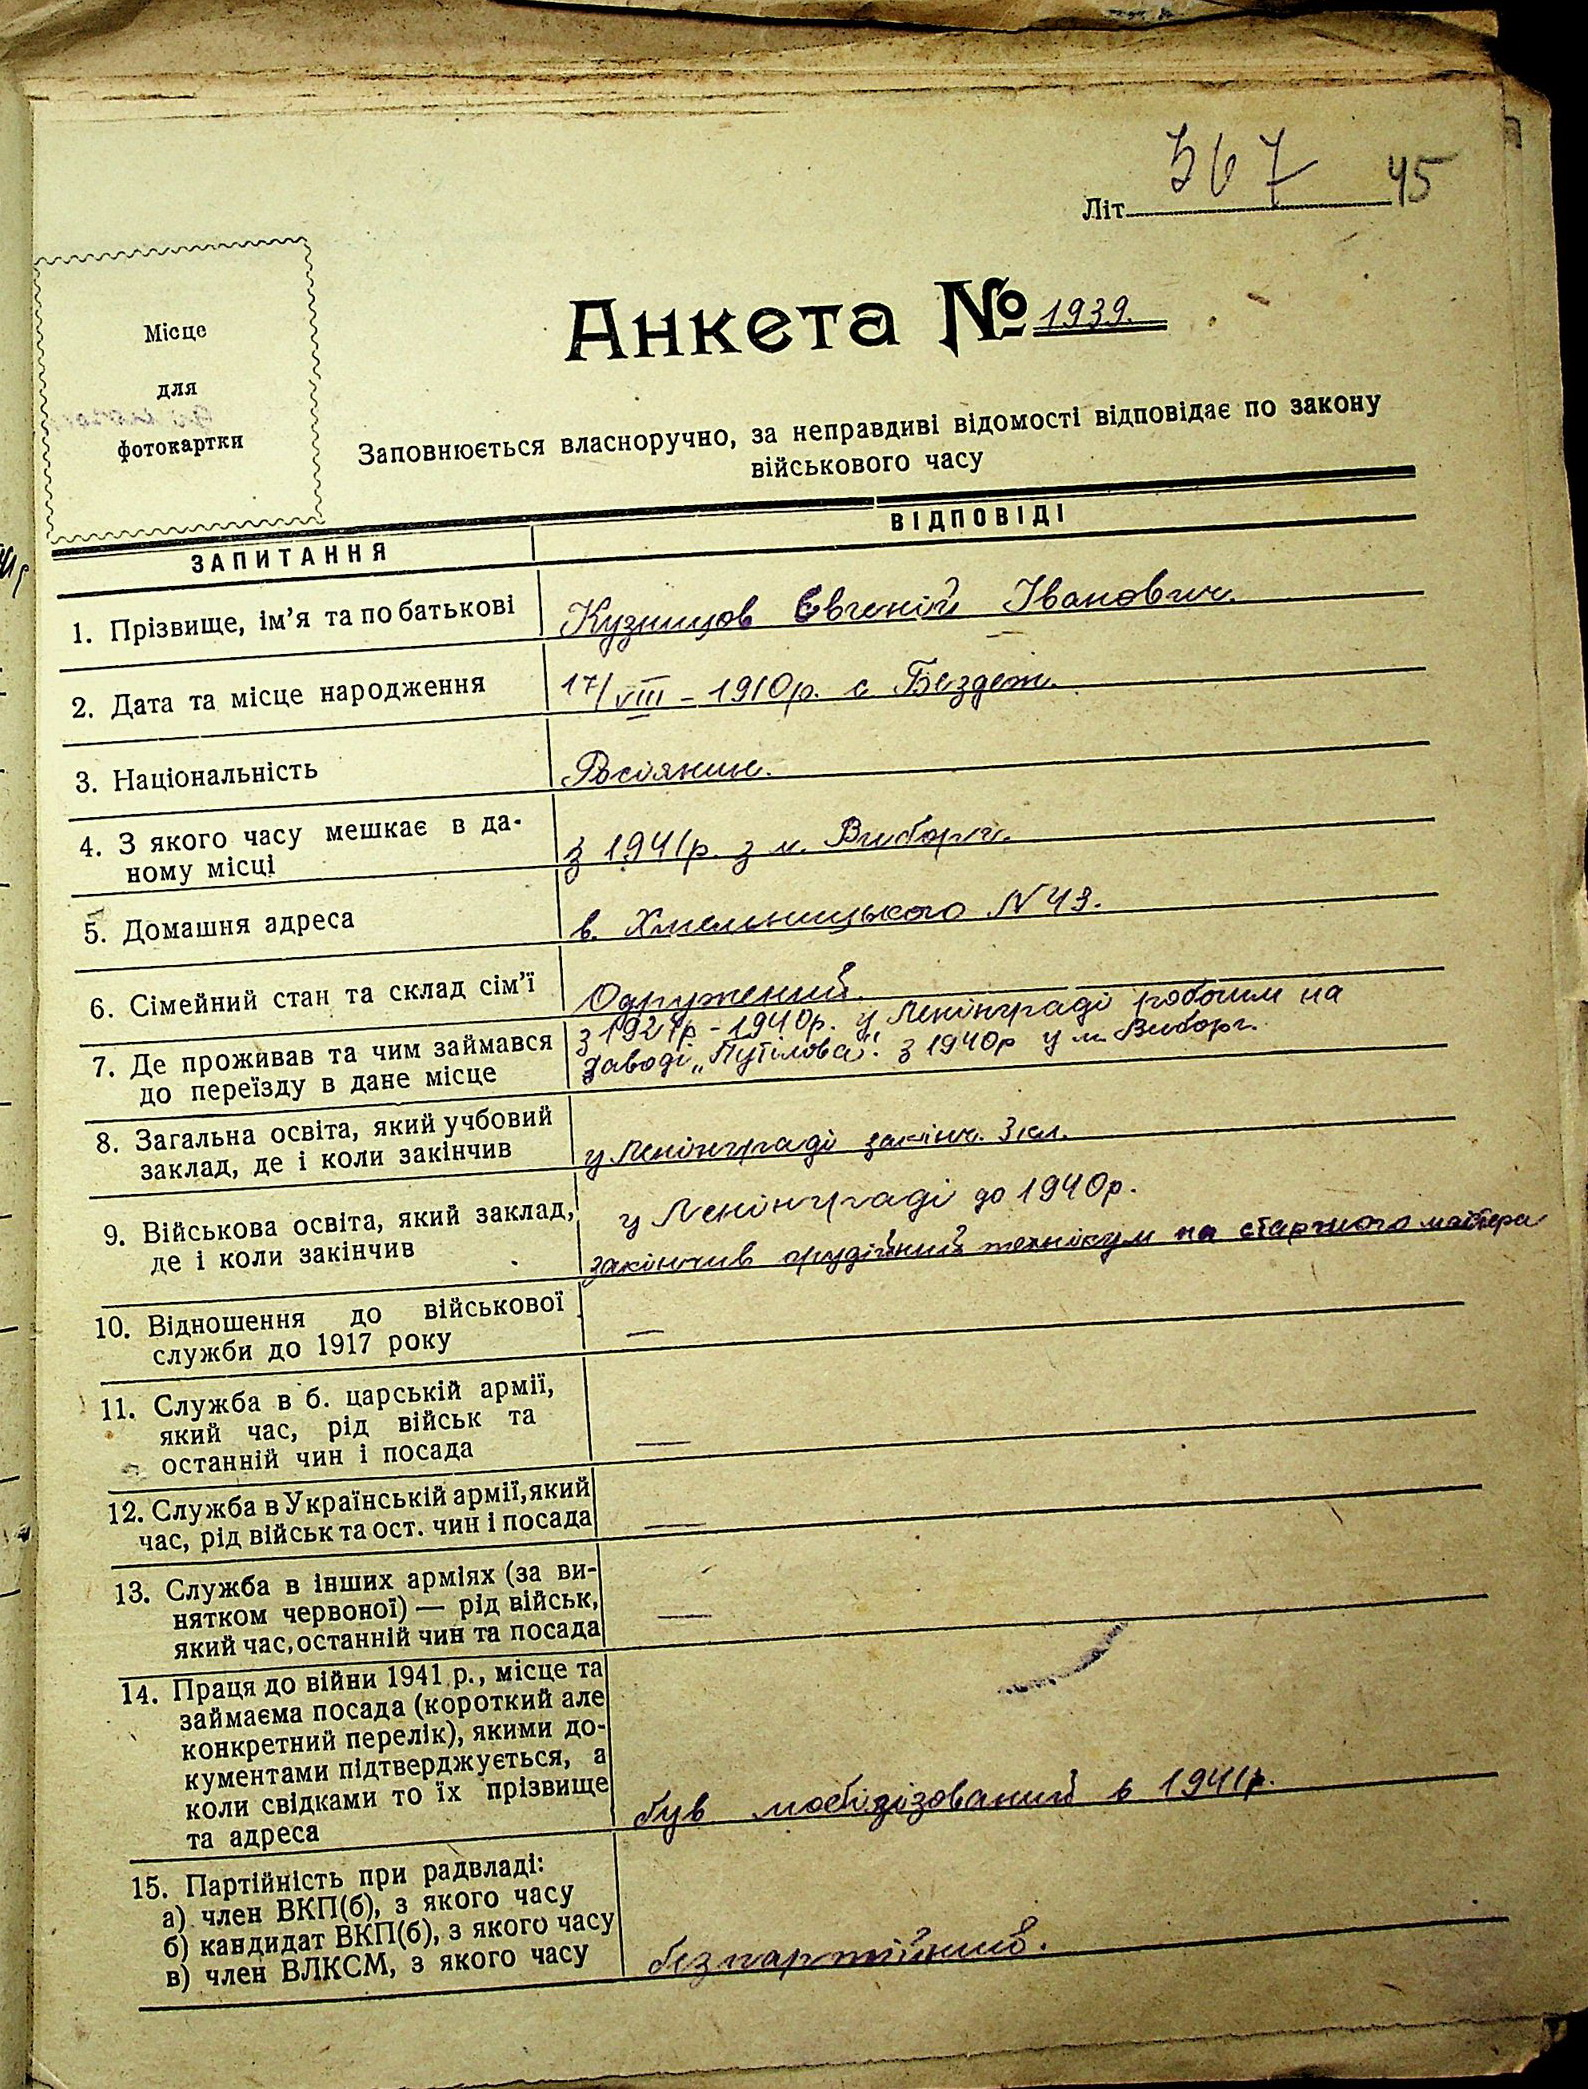 567 45
Літ
Місце
для
фотокартки
Анкета № 1939.
Заповнюється власноручно, за неправдиві відомості відповідає по закону
військового часу
ЗАПИТАННЯ ВІДПОВІДІ
1. Прізвище, ім'я та по батькові Кузнецов Євгеній Іванович.
2. Дата та місце народження 17/VIII - 1910р. с Бездеж.
3. Національність Росіянин.
4. З якого часу мешкає в да-
ному місці з 1941р. з м. Виборг.
5. Домашня адреса в. Хмельницького N 43.
6. Сімейний стан та склад сім'ї Одружений.
7. Де проживав та чим займався з 1927р - 1940р. у Ленінграді робочим на
до переїзду в дане місце заводі „Путілова". з 1940р у м. Виборг.
8. Загальна освіта, який учбовий
заклад, де і коли закінчив у Ленінграді закінч. 3 кл.
9. Військова освіта, який заклад, у Ленінграді до 1940р.
де і коли закінчив закінчив орудійний технікум на старшого майстера
10. Відношення до військової
служби до 1917 року —
11. Служба в б. царській армії,
який час, рід військ та
останній чин і посада —
12. Служба в Українській армії, який
час, рід військ та ост. чин і посада —
13. Служба в інших арміях (за ви-
нятком червоної) — рід військ, —
який час, останній чин та посада
14. Праця до війни 1941 р., місце та
займаєма посада (короткий але
конкретний перелік), якими до-
кументами підтверджується, а
коли свідками то їх прізвище
та адреса був мобілізований в 1941р.
15. Партійність при радвладі:
а) член ВКП(б), з якого часу
б) кандидат ВКП(б), з якого часу
в) член ВЛКСМ, з якого часу безпартійний.